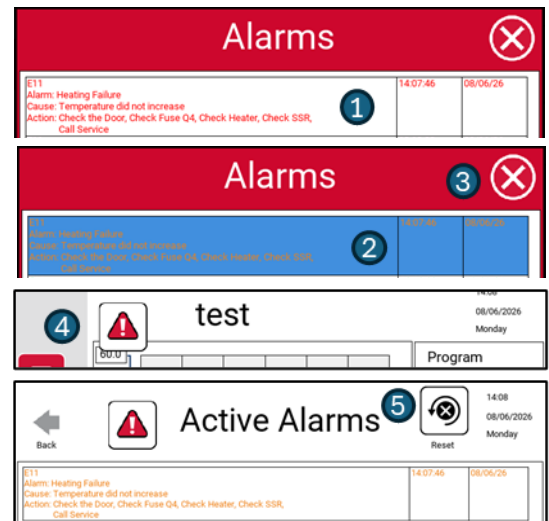 Alarms
E11 14:07:46 08/06/26
Alarm: Heating Failure
Cause: Temperature did not increase
Action: Check the Door, Check Fuse Q4, Check Heater, Check SSR,
Call Service
1
Alarms
3
E11 14:07:46 08/06/26
Alarm: Heating Failure
Cause: Temperature did not increase
Action: Check the Door, Check Fuse Q4, Check Heater, Check SSR,
Call Service
2
4
test
14:08
08/06/2026
Monday
60.0
Program
Back
Active Alarms
5
Reset
14:08
08/06/2026
Monday
E11 14:07:46 08/06/26
Alarm: Heating Failure
Cause: Temperature did not increase
Action: Check the Door, Check Fuse Q4, Check Heater, Check SSR,
Call Service